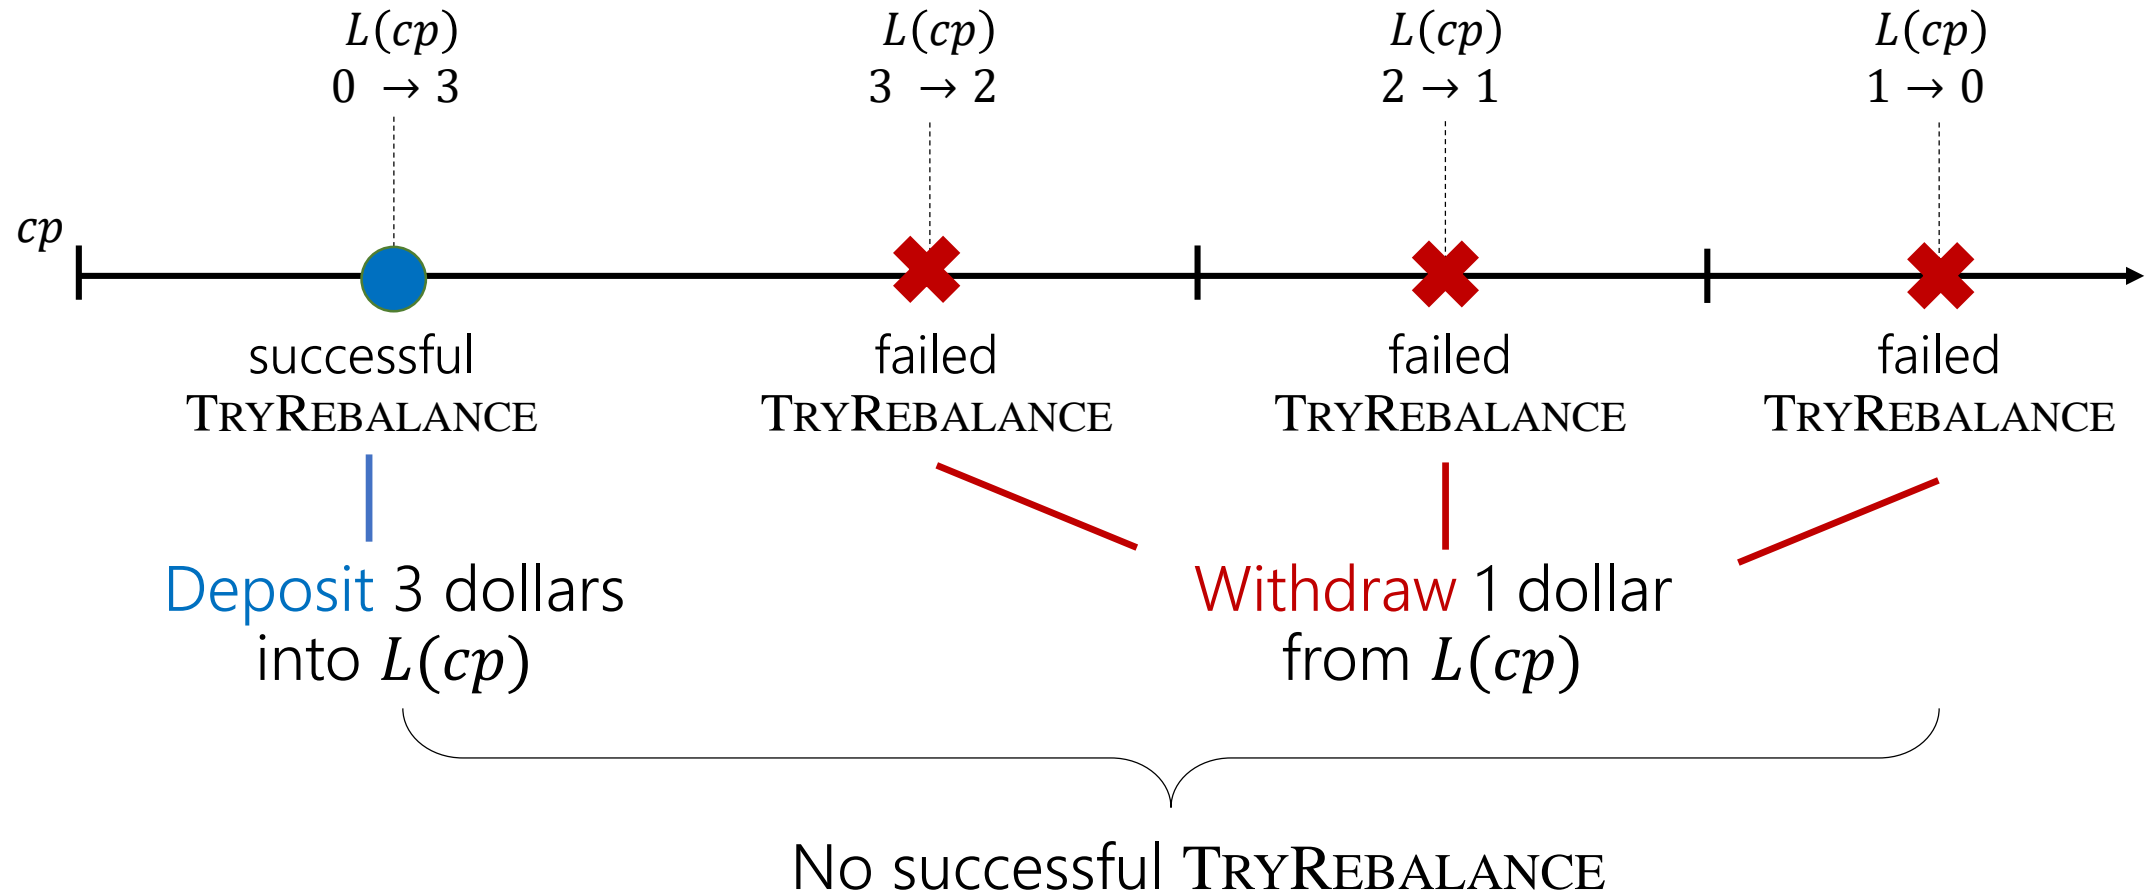 L(cp)
0 → 3
L(cp)
3 → 2
L(cp)
2 → 1
L(cp)
1 → 0
cp
successful
TRYREBALANCE
failed
TRYREBALANCE
failed
TRYREBALANCE
failed
TRYREBALANCE
Deposit 3 dollars
into L(cp)
Withdraw 1 dollar
from L(cp)
No successful TRYREBALANCE